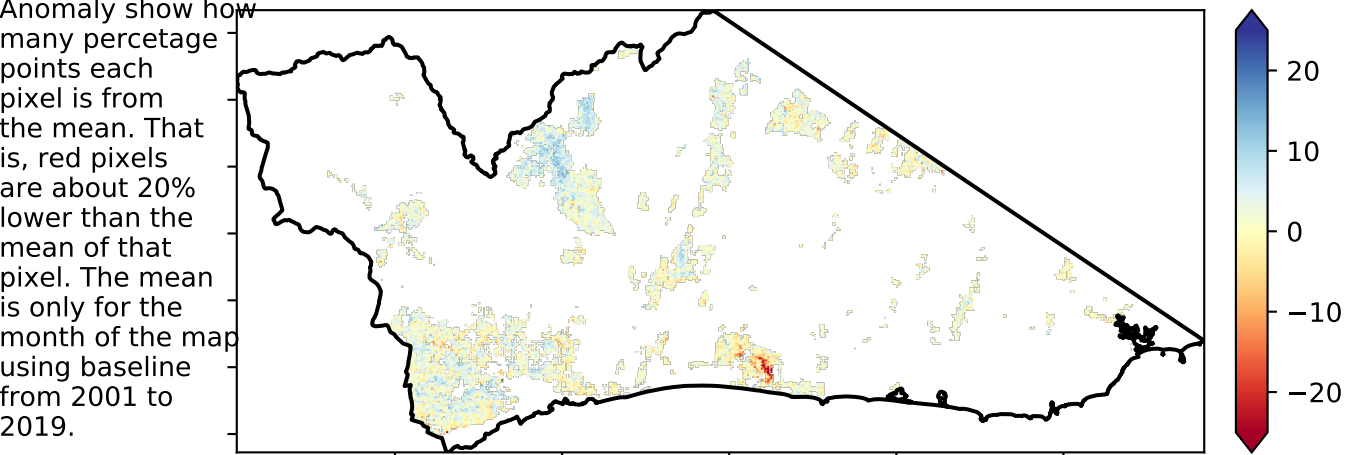 Anomaly show how
many percetage
points each
pixel is from
the mean. That
is, red pixels
are about 20%
lower than the
mean of that
pixel. The mean
is only for the
month of the map
using baseline
from 2001 to
2019.
20
10
0
−10
−20